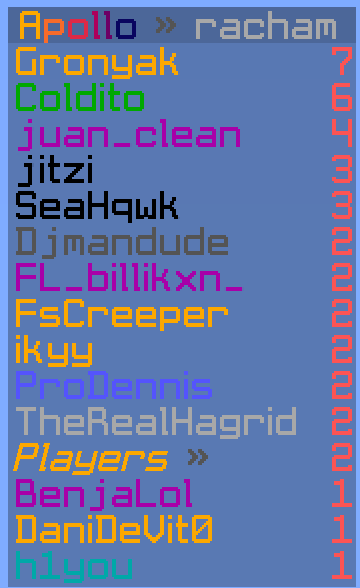 Apollo » racham
Gronyak 7
Coldito 6
juan_clean 4
jitzi 3
SeaHqwk 3
Djmandude 2
FL_billikxn_ 2
FsCreeper 2
ikyy 2
ProDennis 2
TheRealHagrid 2
Players » 2
BenjaLol 1
DaniDeVit0 1
h1you 1